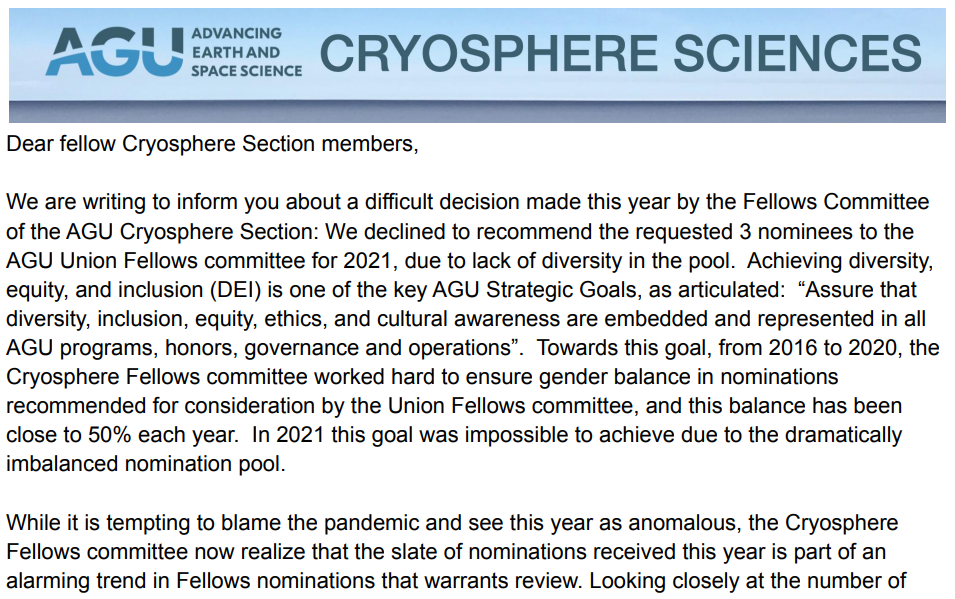 AGU ADVANCING
EARTH AND
SPACE SCIENCE
CRYOSPHERE SCIENCES
Dear fellow Cryosphere Section members,
We are writing to inform you about a difficult decision made this year by the Fellows Committee
of the AGU Cryosphere Section: We declined to recommend the requested 3 nominees to the
AGU Union Fellows committee for 2021, due to lack of diversity in the pool.  Achieving diversity,
equity, and inclusion (DEI) is one of the key AGU Strategic Goals, as articulated:  “Assure that
diversity, inclusion, equity, ethics, and cultural awareness are embedded and represented in all
AGU programs, honors, governance and operations”.  Towards this goal, from 2016 to 2020, the
Cryosphere Fellows committee worked hard to ensure gender balance in nominations
recommended for consideration by the Union Fellows committee, and this balance has been
close to 50% each year.  In 2021 this goal was impossible to achieve due to the dramatically
imbalanced nomination pool.
While it is tempting to blame the pandemic and see this year as anomalous, the Cryosphere
Fellows committee now realize that the slate of nominations received this year is part of an
alarming trend in Fellows nominations that warrants review. Looking closely at the number of